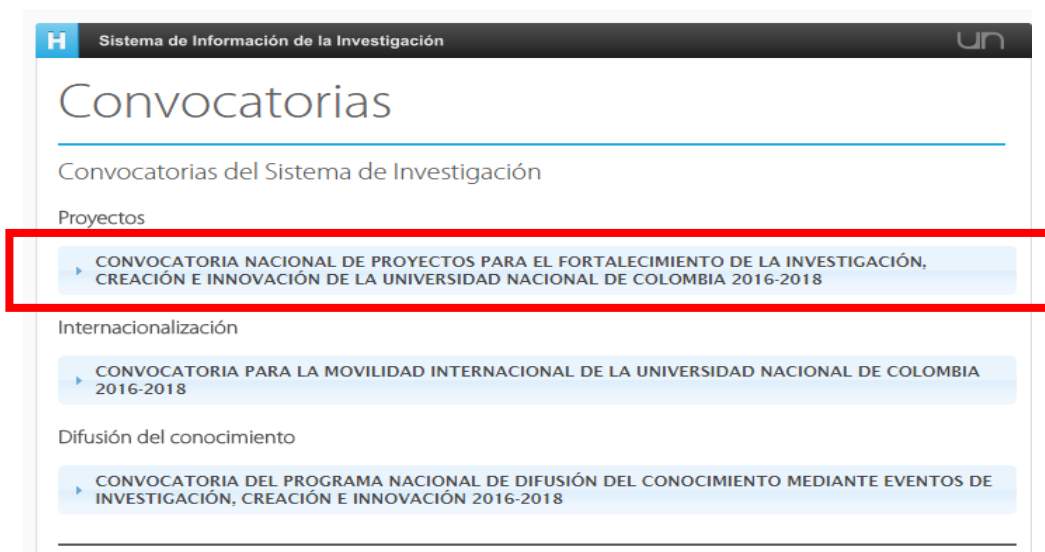 H Sistema de Información de la Investigación un
Convocatorias
Convocatorias del Sistema de Investigación
Proyectos
CONVOCATORIA NACIONAL DE PROYECTOS PARA EL FORTALECIMIENTO DE LA INVESTIGACIÓN,
CREACIÓN E INNOVACIÓN DE LA UNIVERSIDAD NACIONAL DE COLOMBIA 2016-2018
Internacionalización
CONVOCATORIA PARA LA MOVILIDAD INTERNACIONAL DE LA UNIVERSIDAD NACIONAL DE COLOMBIA
2016-2018
Difusión del conocimiento
CONVOCATORIA DEL PROGRAMA NACIONAL DE DIFUSIÓN DEL CONOCIMIENTO MEDIANTE EVENTOS DE
INVESTIGACIÓN, CREACIÓN E INNOVACIÓN 2016-2018